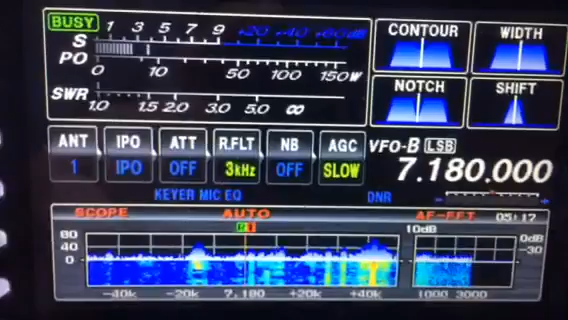 BUSY 1 3 5 7 9 +20 +40 +60dB
S
PO
0 10 50 100 150W
SWR
1.0 1.5 2.0 3.0 5.0 ∞
CONTOUR WIDTH
NOTCH SHIFT
ANT IPO ATT R.FLT NB AGC
1 IPO OFF 3kHz OFF SLOW
VFO-B LSB
7.180.000
KEYER MIC EQ DNR
SCOPE AUTO AF-FFT 05:17
10dB
80
40
0
0dB
-30
-40k -20k 7.180 +20k +40k 1000 3000